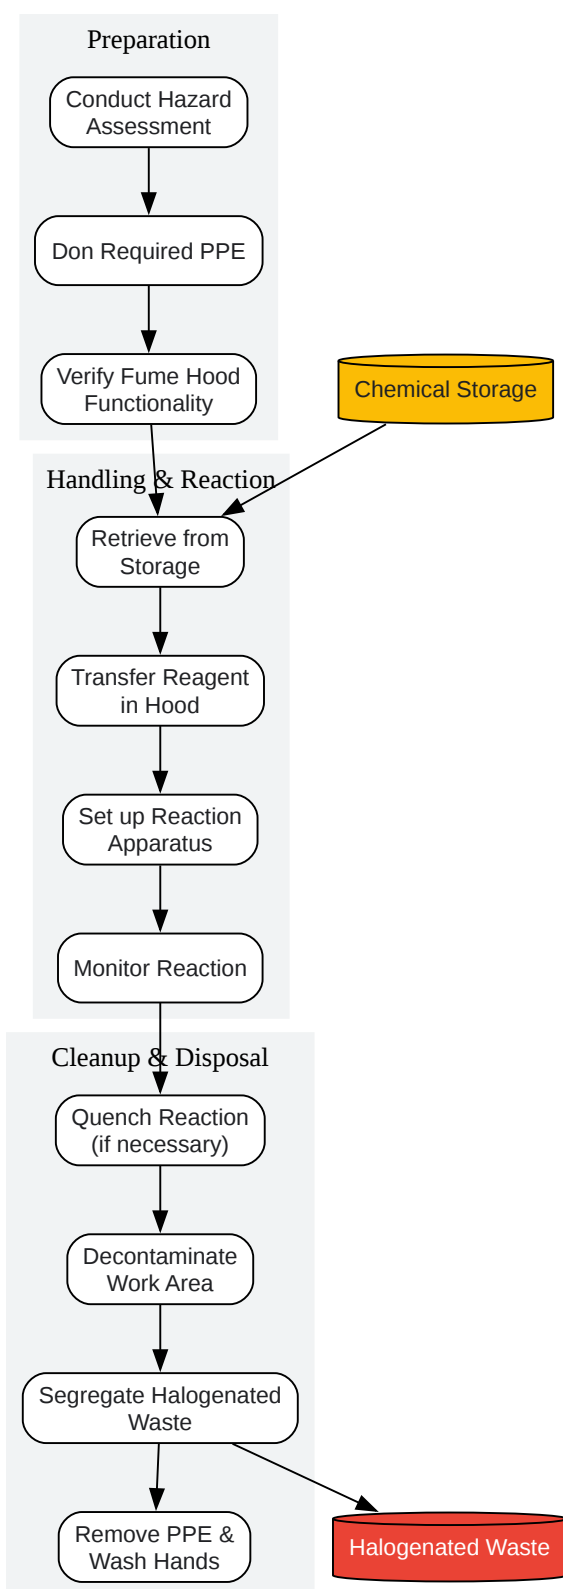 Preparation
Conduct Hazard
Assessment
Don Required PPE
Verify Fume Hood
Functionality
Chemical Storage
Handling & Reaction
Retrieve from
Storage
Transfer Reagent
in Hood
Set up Reaction
Apparatus
Monitor Reaction
Cleanup & Disposal
Quench Reaction
(if necessary)
Decontaminate
Work Area
Segregate Halogenated
Waste
Remove PPE &
Wash Hands
Halogenated Waste